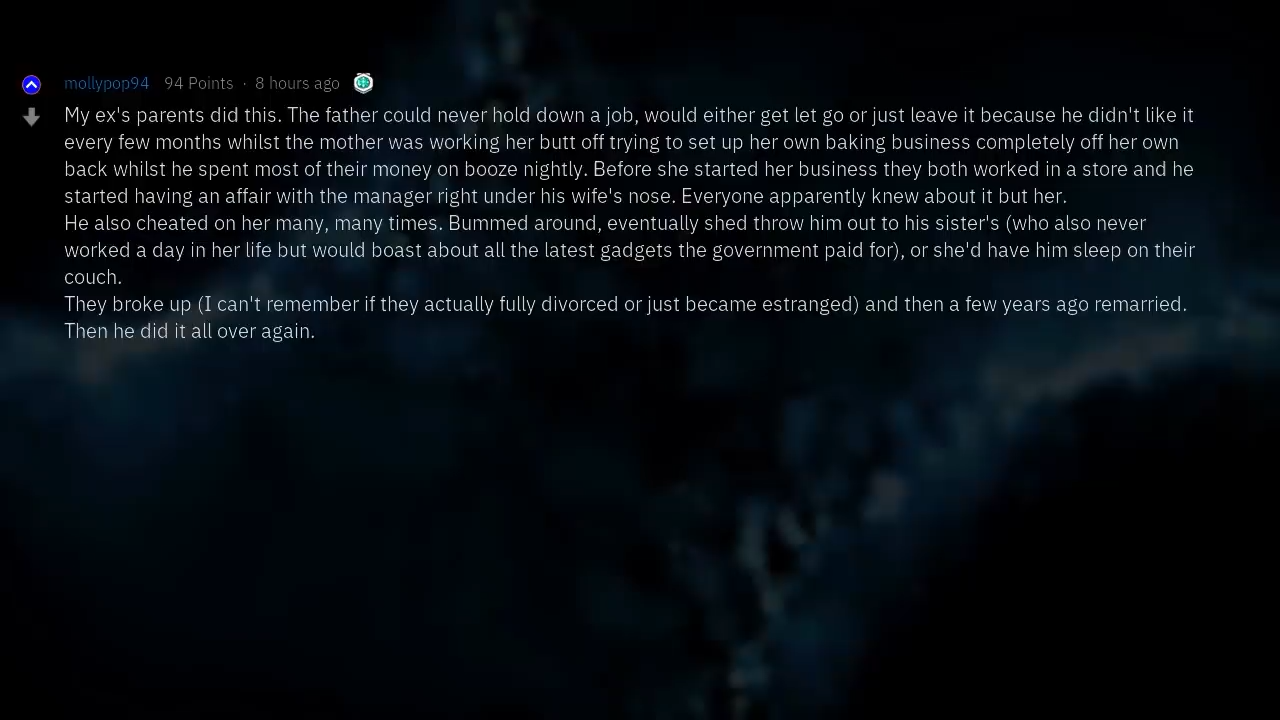 mollypop94 94 Points · 8 hours ago
My ex's parents did this. The father could never hold down a job, would either get let go or just leave it because he didn't like it
every few months whilst the mother was working her butt off trying to set up her own baking business completely off her own
back whilst he spent most of their money on booze nightly. Before she started her business they both worked in a store and he
started having an affair with the manager right under his wife's nose. Everyone apparently knew about it but her.
He also cheated on her many, many times. Bummed around, eventually shed throw him out to his sister's (who also never
worked a day in her life but would boast about all the latest gadgets the government paid for), or she'd have him sleep on their
couch.
They broke up (I can't remember if they actually fully divorced or just became estranged) and then a few years ago remarried.
Then he did it all over again.